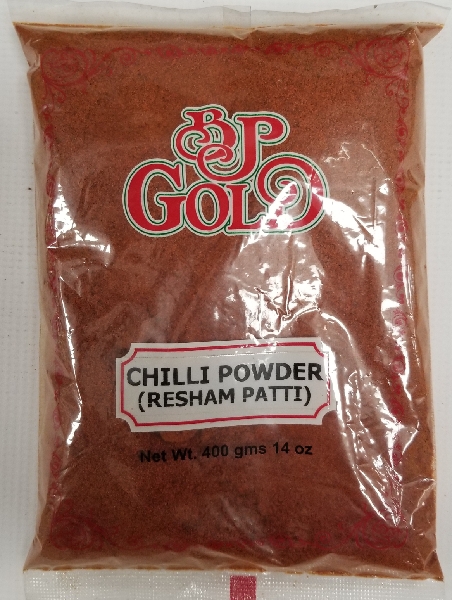 BP
GOLD
CHILLI POWDER
(RESHAM PATTI)
Net Wt. 400 gms 14 oz